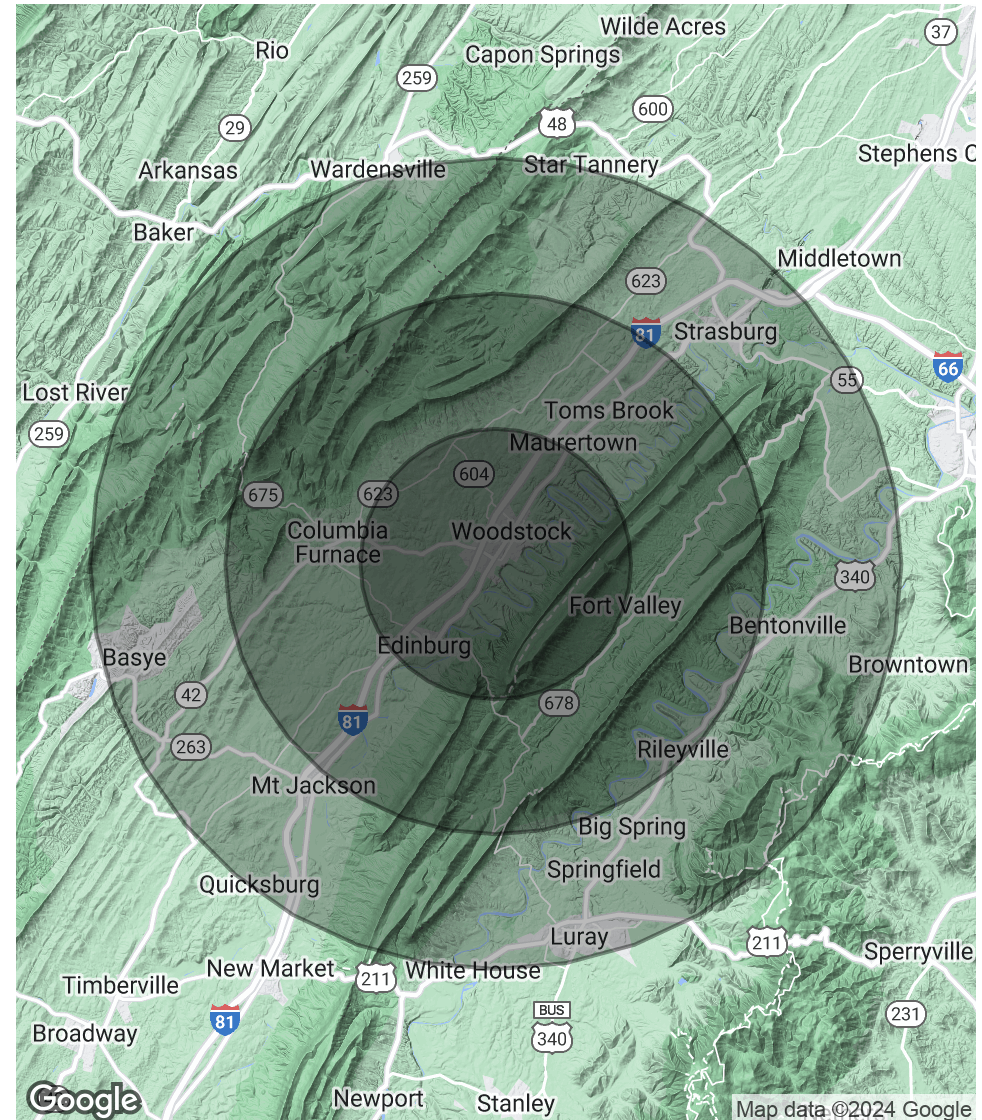 Wilde Acres
37
Rio
Capon Springs
259
600
48
29
Stephens C
Star Tannery
Wardensville
Arkansas
Baker
Middletown
623
81
Strasburg
66
55
Lost River
Toms Brook
259
Maurertown
604
675
623
Columbia
Furnace
Woodstock
340
Fort Valley
Bentonville
Edinburg
Basye
Browntown
42
678
81
263
Rileyville
Mt Jackson
Big Spring
Springfield
Quicksburg
Luray
211
Sperryville
New Market
211
White House
Timberville
BUS
340
231
81
Broadway
Newport
Stanley
Google
Map data ©2024 Google